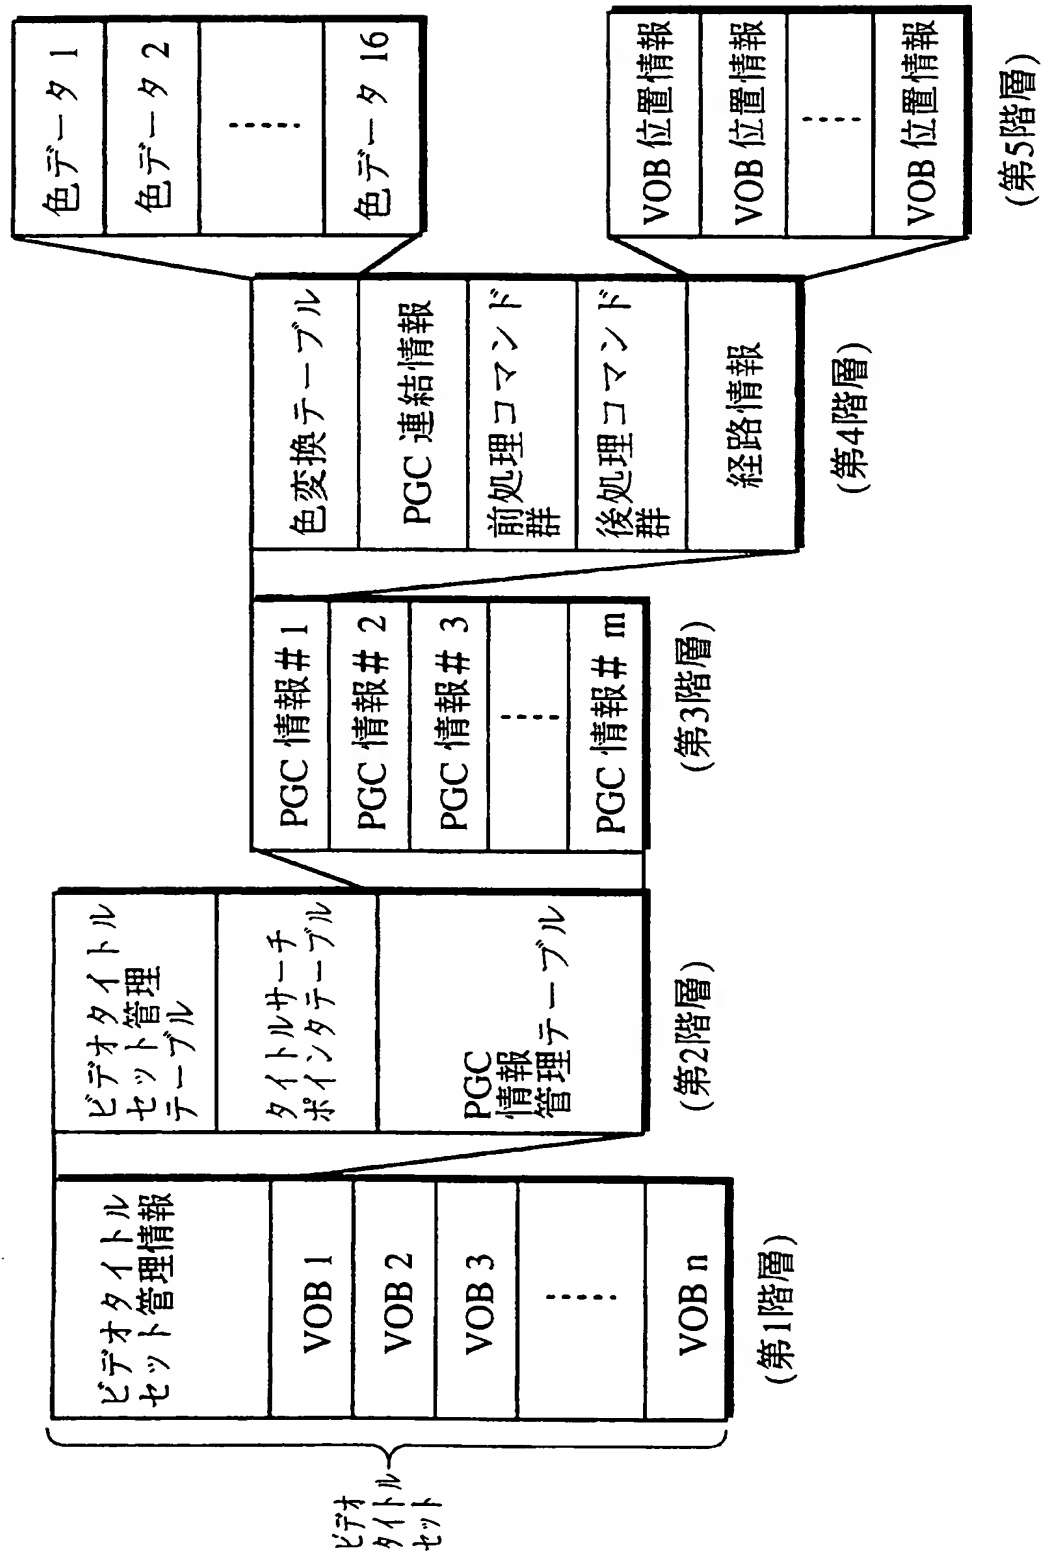 ビデオ
タイトル
セット
ビデオタイトル
セット管理情報
VOB 1
VOB 2
VOB 3
VOB n
(第1階層)
ビデオタイトル
セット管理
テーブル
タイトルサーチ
ポインタテーブル
PGC
情報
管理テーブル
(第2階層)
PGC 情報# 1
PGC 情報# 2
PGC 情報# 3
PGC 情報# m
(第3階層)
色変換テーブル
PGC 連結情報
前処理コマンド
群
後処理コマンド
群
経路情報
(第4階層)
色データ 1
色データ 2
色データ 16
VOB 位置情報
VOB 位置情報
VOB 位置情報
(第5階層)